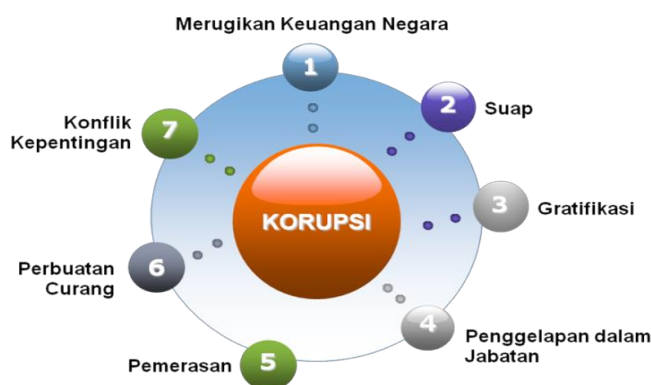 Merugikan Keuangan Negara
1
2
Suap
3
Gratifikasi
4
Penggelapan dalam
Jabatan
5
Pemerasan
6
Perbuatan
Curang
7
Konflik
Kepentingan
KORUPSI